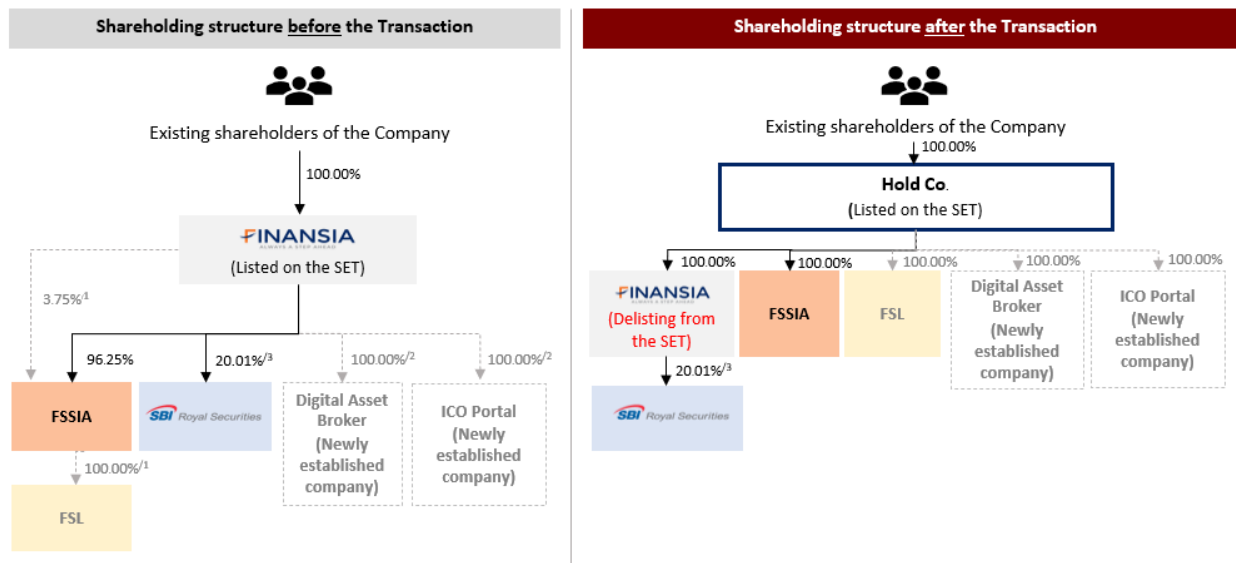 Shareholding structure before the Transaction
Existing shareholders of the Company
100.00%
FINANSIA
ALWAYS A STEP AHEAD
(Listed on the SET)
3.75%/1
96.25%
20.01%/3
100.00%/2
100.00%/2
FSSIA
SBI Royal Securities
Digital Asset
Broker
(Newly
established
company)
ICO Portal
(Newly
established
company)
100.00%/1
FSL
Shareholding structure after the Transaction
Existing shareholders of the Company
100.00%
Hold Co.
(Listed on the SET)
100.00%
100.00%
100.00%
100.00%
100.00%
FINANSIA
ALWAYS A STEP AHEAD
(Delisting from
the SET)
FSSIA
FSL
Digital Asset
Broker
(Newly
established
company)
ICO Portal
(Newly
established
company)
20.01%/3
SBI Royal Securities